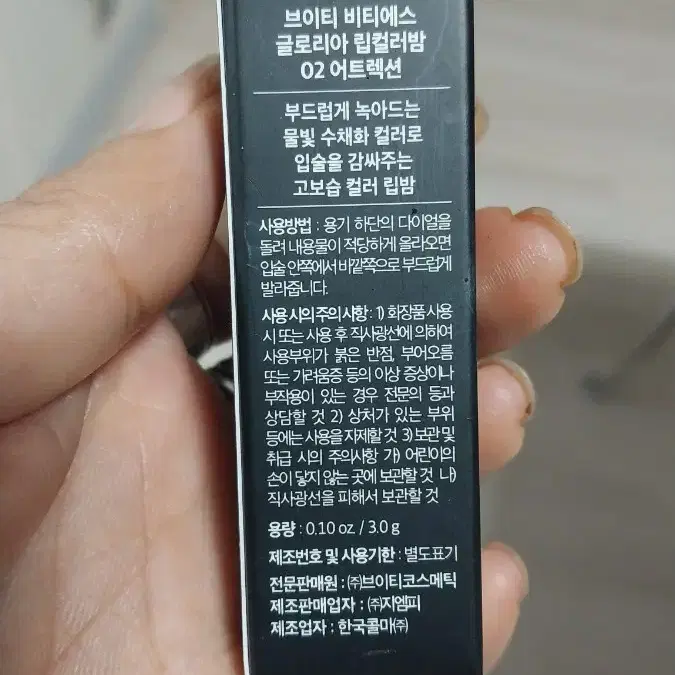 브이티 비티에스
글로리아 립컬러밤
02 어트렉션
부드럽게 녹아드는
물빛 수채화 컬러로
입술을 감싸주는
고보습 컬러 립밤
사용방법 : 용기 하단의 다이얼을
돌려 내용물이 적당하게 올라오면
입술 안쪽에서 바깥쪽으로 부드럽게
발라줍니다.
사용 시의 주의사항 : 1) 화장품 사용
시 또는 사용 후 직사광선에 의하여
사용부위가 붉은 반점, 부어오름
또는 가려움증 등의 이상 증상이나
부작용이 있는 경우 전문의 등과
상담할 것 2) 상처가 있는 부위
등에는 사용을 자제할 것 3) 보관 및
취급 시의 주의사항 가) 어린이의
손이 닿지 않는 곳에 보관할 것 나)
직사광선을 피해서 보관할 것
용량 : 0.10 oz. / 3.0 g
제조번호 및 사용기한 : 별도표기
전문판매원 : ㈜브이티코스메틱
제조판매업자 : ㈜지엠피
제조업자 : 한국콜마㈜